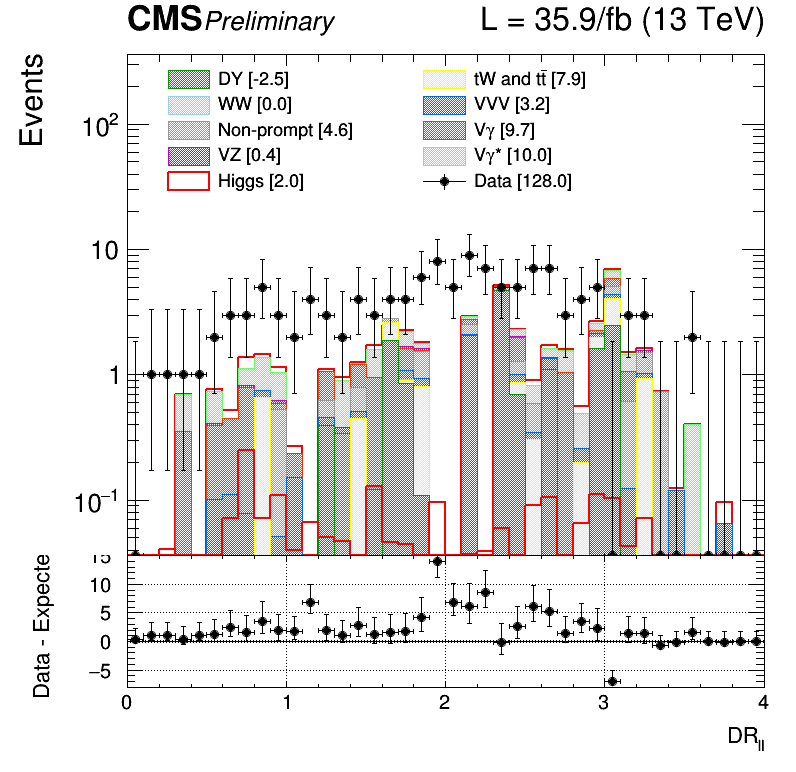 CMS Preliminary L = 35.9/fb (13 TeV)
Events
DY [-2.5]
WW [0.0]
Non-prompt [4.6]
VZ [0.4]
Higgs [2.0]
tW and tt̄ [7.9]
VVV [3.2]
Vγ [9.7]
Vγ* [10.0]
Data [128.0]
10²
10
1
10⁻¹
Data - Expecte
15
10
5
0
−5
0 1 2 3 4
DR_ll